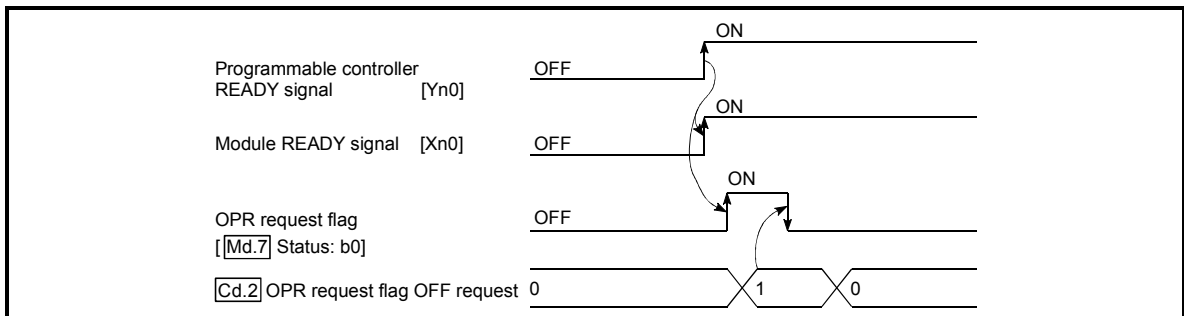 ON
Programmable controller
READY signal [Yn0] OFF
ON
Module READY signal [Xn0] OFF
ON
OPR request flag OFF
[ Md.7 Status: b0]
Cd.2 OPR request flag OFF request 0 1 0